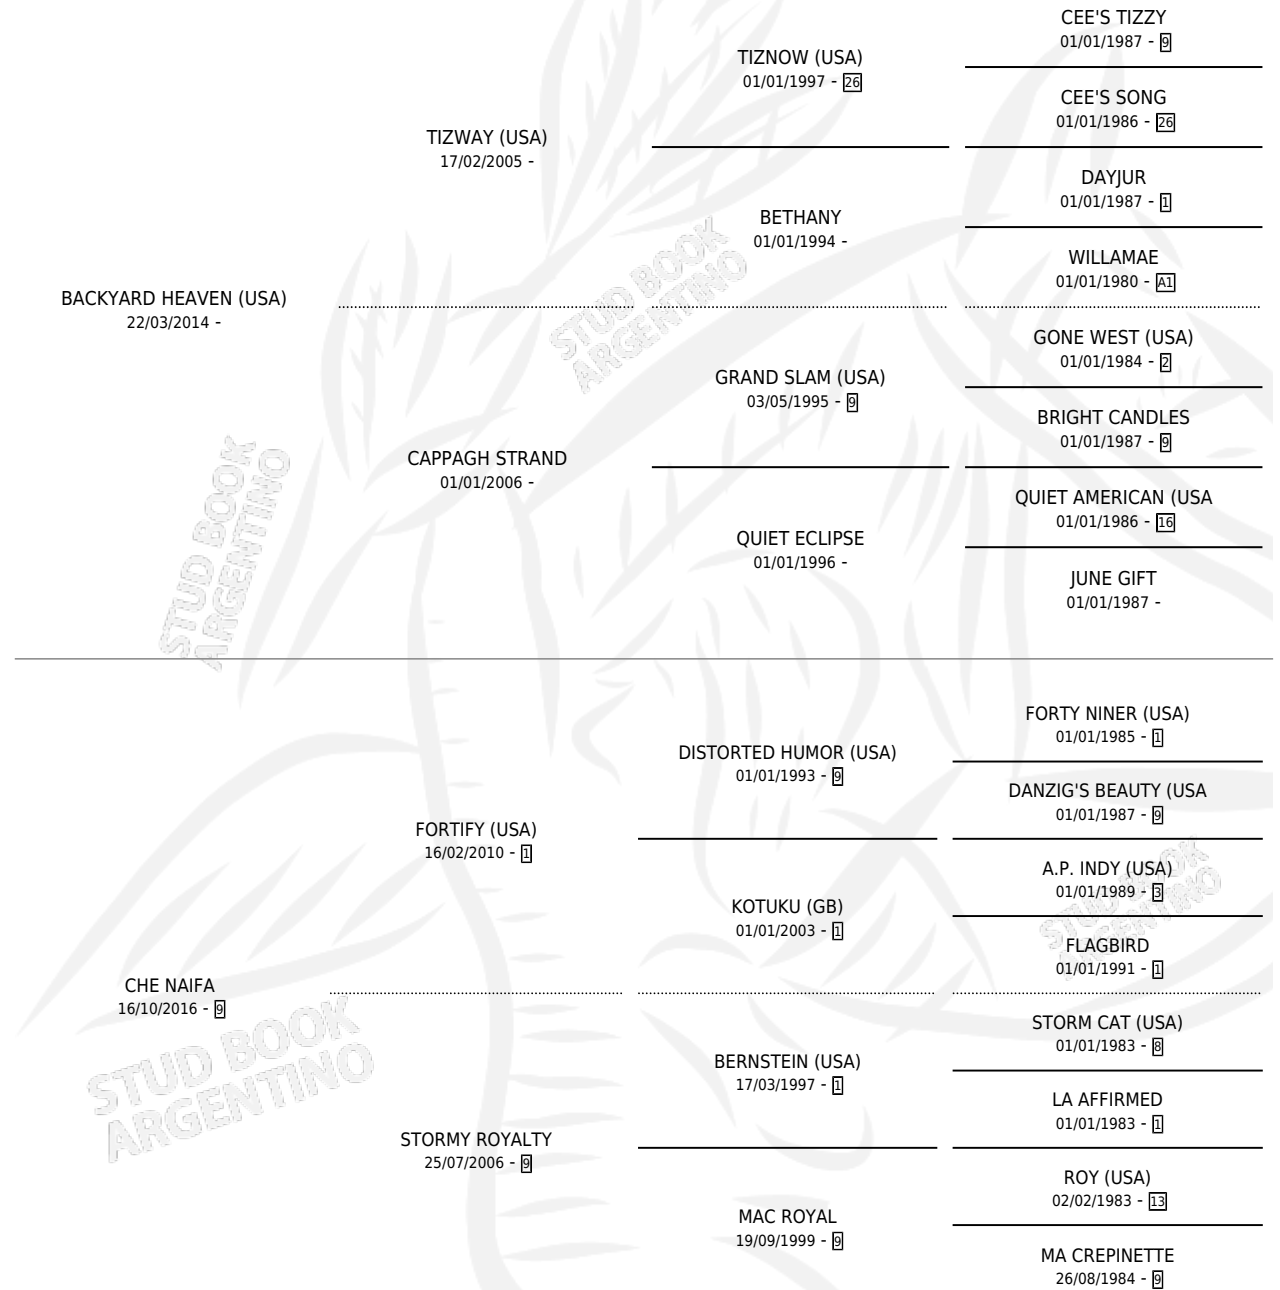 BACKYARD HEAVEN (USA)
22/03/2014 -
TIZWAY (USA)
17/02/2005 -
TIZNOW (USA)
01/01/1997 - 26
CEE'S TIZZY
01/01/1987 - 9
CEE'S SONG
01/01/1986 - 26
BETHANY
01/01/1994 -
DAYJUR
01/01/1987 - 1
WILLAMAE
01/01/1980 - A1
CAPPAGH STRAND
01/01/2006 -
GRAND SLAM (USA)
03/05/1995 - 9
GONE WEST (USA)
01/01/1984 - 2
BRIGHT CANDLES
01/01/1987 - 9
QUIET ECLIPSE
01/01/1996 -
QUIET AMERICAN (USA
01/01/1986 - 16
JUNE GIFT
01/01/1987 -
CHE NAIFA
16/10/2016 - 9
FORTIFY (USA)
16/02/2010 - 1
DISTORTED HUMOR (USA)
01/01/1993 - 9
FORTY NINER (USA)
01/01/1985 - 1
DANZIG'S BEAUTY (USA
01/01/1987 - 9
KOTUKU (GB)
01/01/2003 - 1
A.P. INDY (USA)
01/01/1989 - 3
FLAGBIRD
01/01/1991 - 1
STORMY ROYALTY
25/07/2006 - 9
BERNSTEIN (USA)
17/03/1997 - 1
STORM CAT (USA)
01/01/1983 - 8
LA AFFIRMED
01/01/1983 - 1
MAC ROYAL
19/09/1999 - 9
ROY (USA)
02/02/1983 - 13
MA CREPINETTE
26/08/1984 - 9
STUD BOOK
ARGENTINO
STUD BOOK
ARGENTINO
STUD BOOK
ARGENTINO
STUD BOOK
ARGENTINO